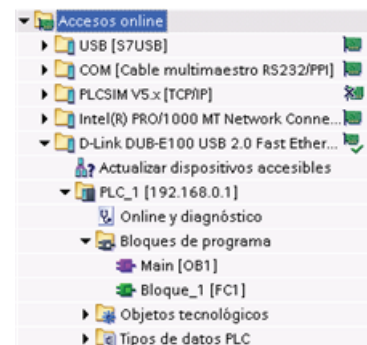 Accesos online
USB [S7USB]
COM [Cable multimaestro RS232/PPI]
PLCSIM V5.x [TCP/IP]
Intel(R) PRO/1000 MT Network Conne...
D-Link DUB-E100 USB 2.0 Fast Ether...
Actualizar dispositivos accesibles
PLC_1 [192.168.0.1]
Online y diagnóstico
Bloques de programa
Main [OB1]
Bloque_1 [FC1]
Objetos tecnológicos
Tipos de datos PLC